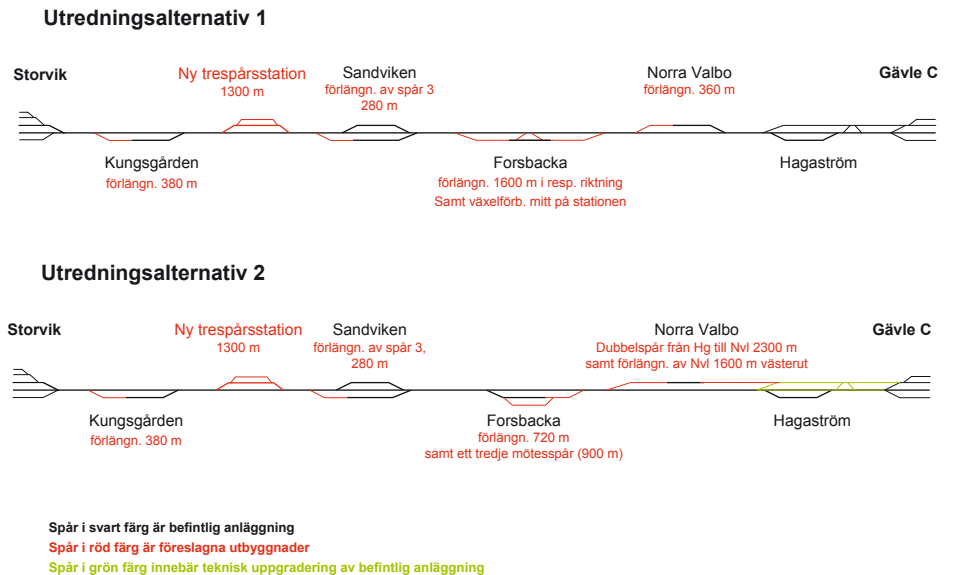 Utredningsalternativ 1
Storvik
Ny trespårsstation
1300 m
Sandviken
förlängn. av spår 3
280 m
Norra Valbo
förlängn. 360 m
Gävle C
Kungsgården
förlängn. 380 m
Forsbacka
förlängn. 1600 m i resp. riktning
Samt växelförb. mitt på stationen
Hagaström
Utredningsalternativ 2
Storvik
Ny trespårsstation
1300 m
Sandviken
förlängn. av spår 3,
280 m
Norra Valbo
Dubbelspår från Hg till Nvl 2300 m
samt förlängn. av Nvl 1600 m västerut
Gävle C
Kungsgården
förlängn. 380 m
Forsbacka
förlängn. 720 m
samt ett tredje mötesspår (900 m)
Hagaström
Spår i svart färg är befintlig anläggning
Spår i röd färg är föreslagna utbyggnader
Spår i grön färg innebär teknisk uppgradering av befintlig anläggning